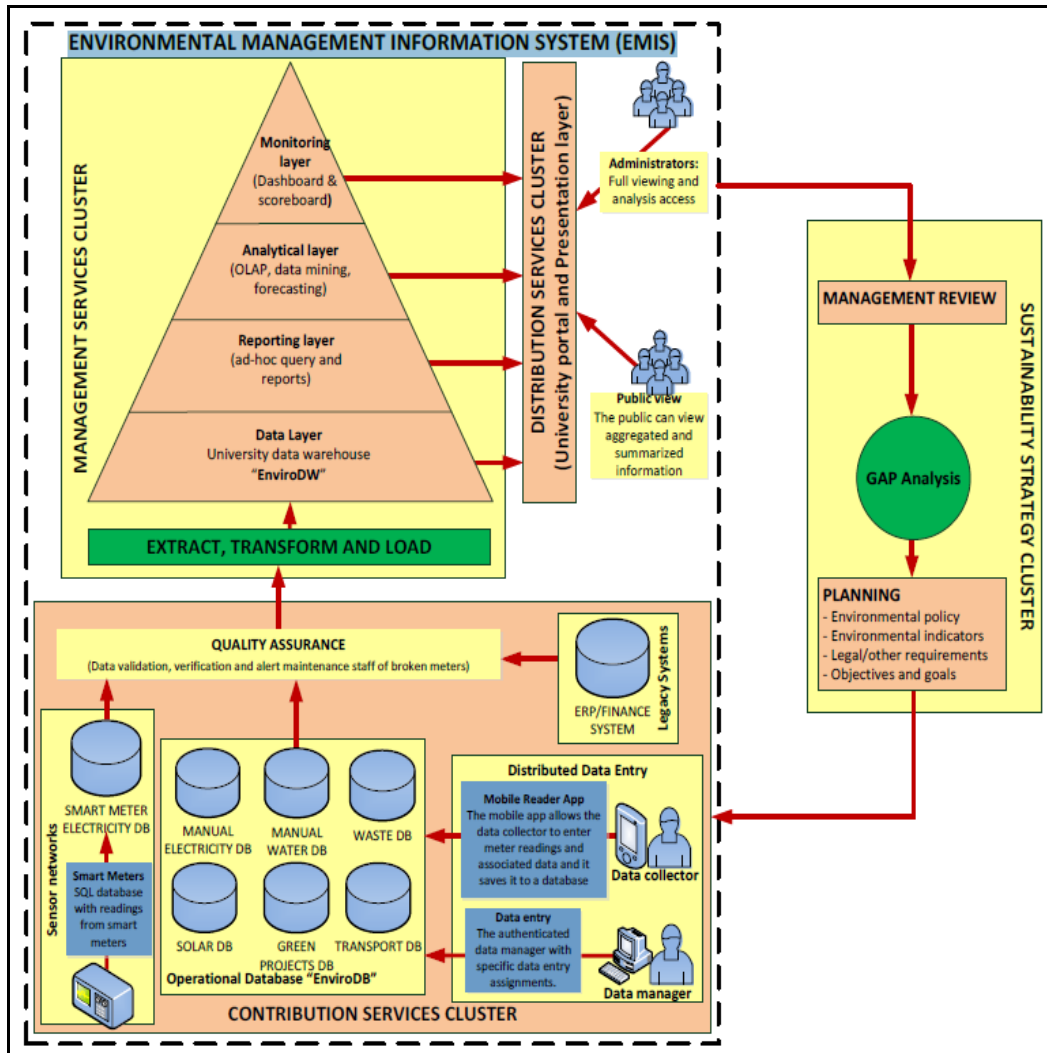 ENVIRONMENTAL MANAGEMENT INFORMATION SYSTEM (EMIS)
MANAGEMENT SERVICES CLUSTER
Monitoring
layer
(Dashboard &
scoreboard)
Analytical layer
(OLAP, data mining,
forecasting)
Reporting layer
(ad-hoc query and
reports)
Data Layer
University data warehouse
"EnviroDW"
EXTRACT, TRANSFORM AND LOAD
DISTRIBUTION SERVICES CLUSTER
(University portal and Presentation layer)
Administrators:
Full viewing and
analysis access
Public view
The public can view
aggregated and
summarized
information
SUSTAINABILITY STRATEGY CLUSTER
MANAGEMENT REVIEW
GAP Analysis
PLANNING
- Environmental policy
- Environmental indicators
- Legal/other requirements
- Objectives and goals
QUALITY ASSURANCE
(Data validation, verification and alert maintenance staff of broken meters)
ERP/FINANCE
SYSTEM
Legacy Systems
Sensor networks
SMART METER
ELECTRICITY DB
Smart Meters
SQL database
with readings
from smart
meters
MANUAL
ELECTRICITY DB
MANUAL
WATER DB
WASTE DB
SOLAR DB
GREEN
PROJECTS DB
TRANSPORT DB
Operational Database "EnviroDB"
Distributed Data Entry
Mobile Reader App
The mobile app allows the
data collector to enter
meter readings and
associated data and it
saves it to a database
Data collector
Data entry
The authenticated
data manager with
specific data entry
assignments.
Data manager
CONTRIBUTION SERVICES CLUSTER